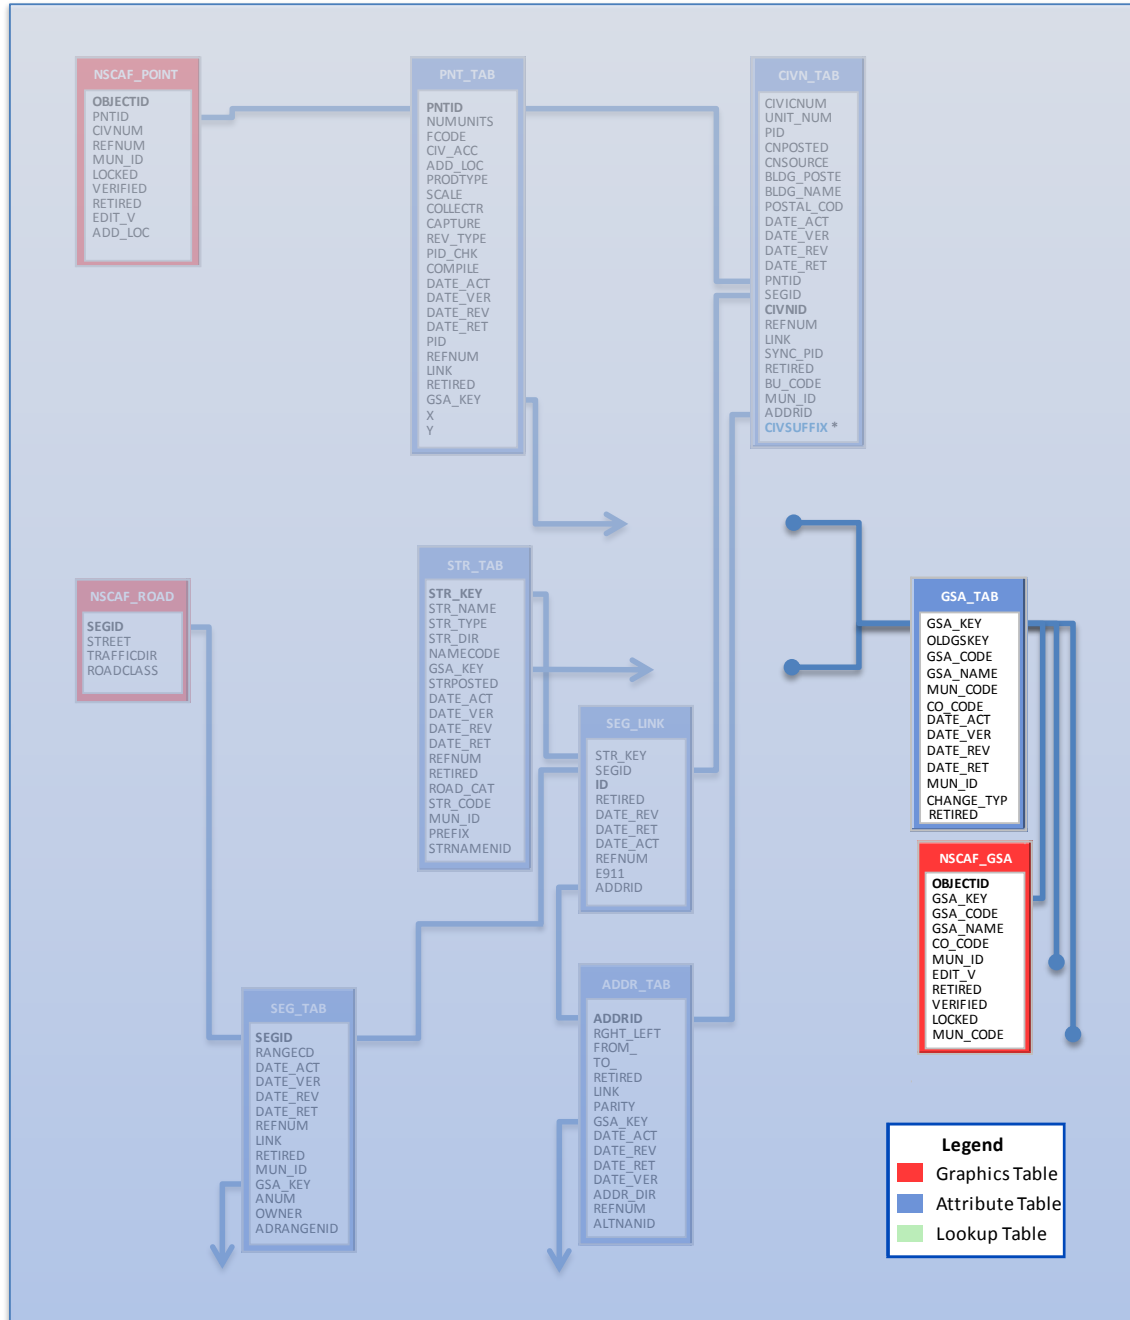 NSCAF_POINT
OBJECTID
PNTID
CIVNUM
REFNUM
MUN_ID
LOCKED
VERIFIED
RETIRED
EDIT_V
ADD_LOC
PNT_TAB
PNTID
NUMUNITS
FCODE
CIV_ACC
ADD_LOC
PRODTYPE
SCALE
COLLECTR
CAPTURE
REV_TYPE
PID_CHK
COMPILE
DATE_ACT
DATE_VER
DATE_REV
DATE_RET
PID
REFNUM
LINK
RETIRED
GSA_KEY
X
Y
CIVN_TAB
CIVICNUM
UNIT_NUM
PID
CNPOSTED
CNSOURCE
BLDG_POSTE
BLDG_NAME
POSTAL_COD
DATE_ACT
DATE_VER
DATE_REV
DATE_RET
PNTID
SEGID
CIVNID
REFNUM
LINK
SYNC_PID
RETIRED
BU_CODE
MUN_ID
ADDRID
CIVSUFFIX *
NSCAF_ROAD
SEGID
STREET
TRAFFICDIR
ROADCLASS
STR_TAB
STR_KEY
STR_NAME
STR_TYPE
STR_DIR
NAMECODE
GSA_KEY
STRPOSTED
DATE_ACT
DATE_VER
DATE_REV
DATE_RET
REFNUM
RETIRED
ROAD_CAT
STR_CODE
MUN_ID
PREFIX
STRNAMENID
SEG_LINK
STR_KEY
SEGID
ID
RETIRED
DATE_REV
DATE_RET
DATE_ACT
REFNUM
E911
ADDRID
GSA_TAB
GSA_KEY
OLDGSKEY
GSA_CODE
GSA_NAME
MUN_CODE
CO_CODE
DATE_ACT
DATE_VER
DATE_REV
DATE_RET
MUN_ID
CHANGE_TYP
RETIRED
NSCAF_GSA
OBJECTID
GSA_KEY
GSA_CODE
GSA_NAME
CO_CODE
MUN_ID
EDIT_V
RETIRED
VERIFIED
LOCKED
MUN_CODE
SEG_TAB
SEGID
RANGECD
DATE_ACT
DATE_VER
DATE_REV
DATE_RET
REFNUM
LINK
RETIRED
MUN_ID
GSA_KEY
ANUM
OWNER
ADRANGENID
ADDR_TAB
ADDRID
RGHT_LEFT
FROM_
TO_
RETIRED
LINK
PARITY
GSA_KEY
DATE_ACT
DATE_REV
DATE_RET
DATE_VER
ADDR_DIR
REFNUM
ALTNANID
Legend
Graphics Table
Attribute Table
Lookup Table